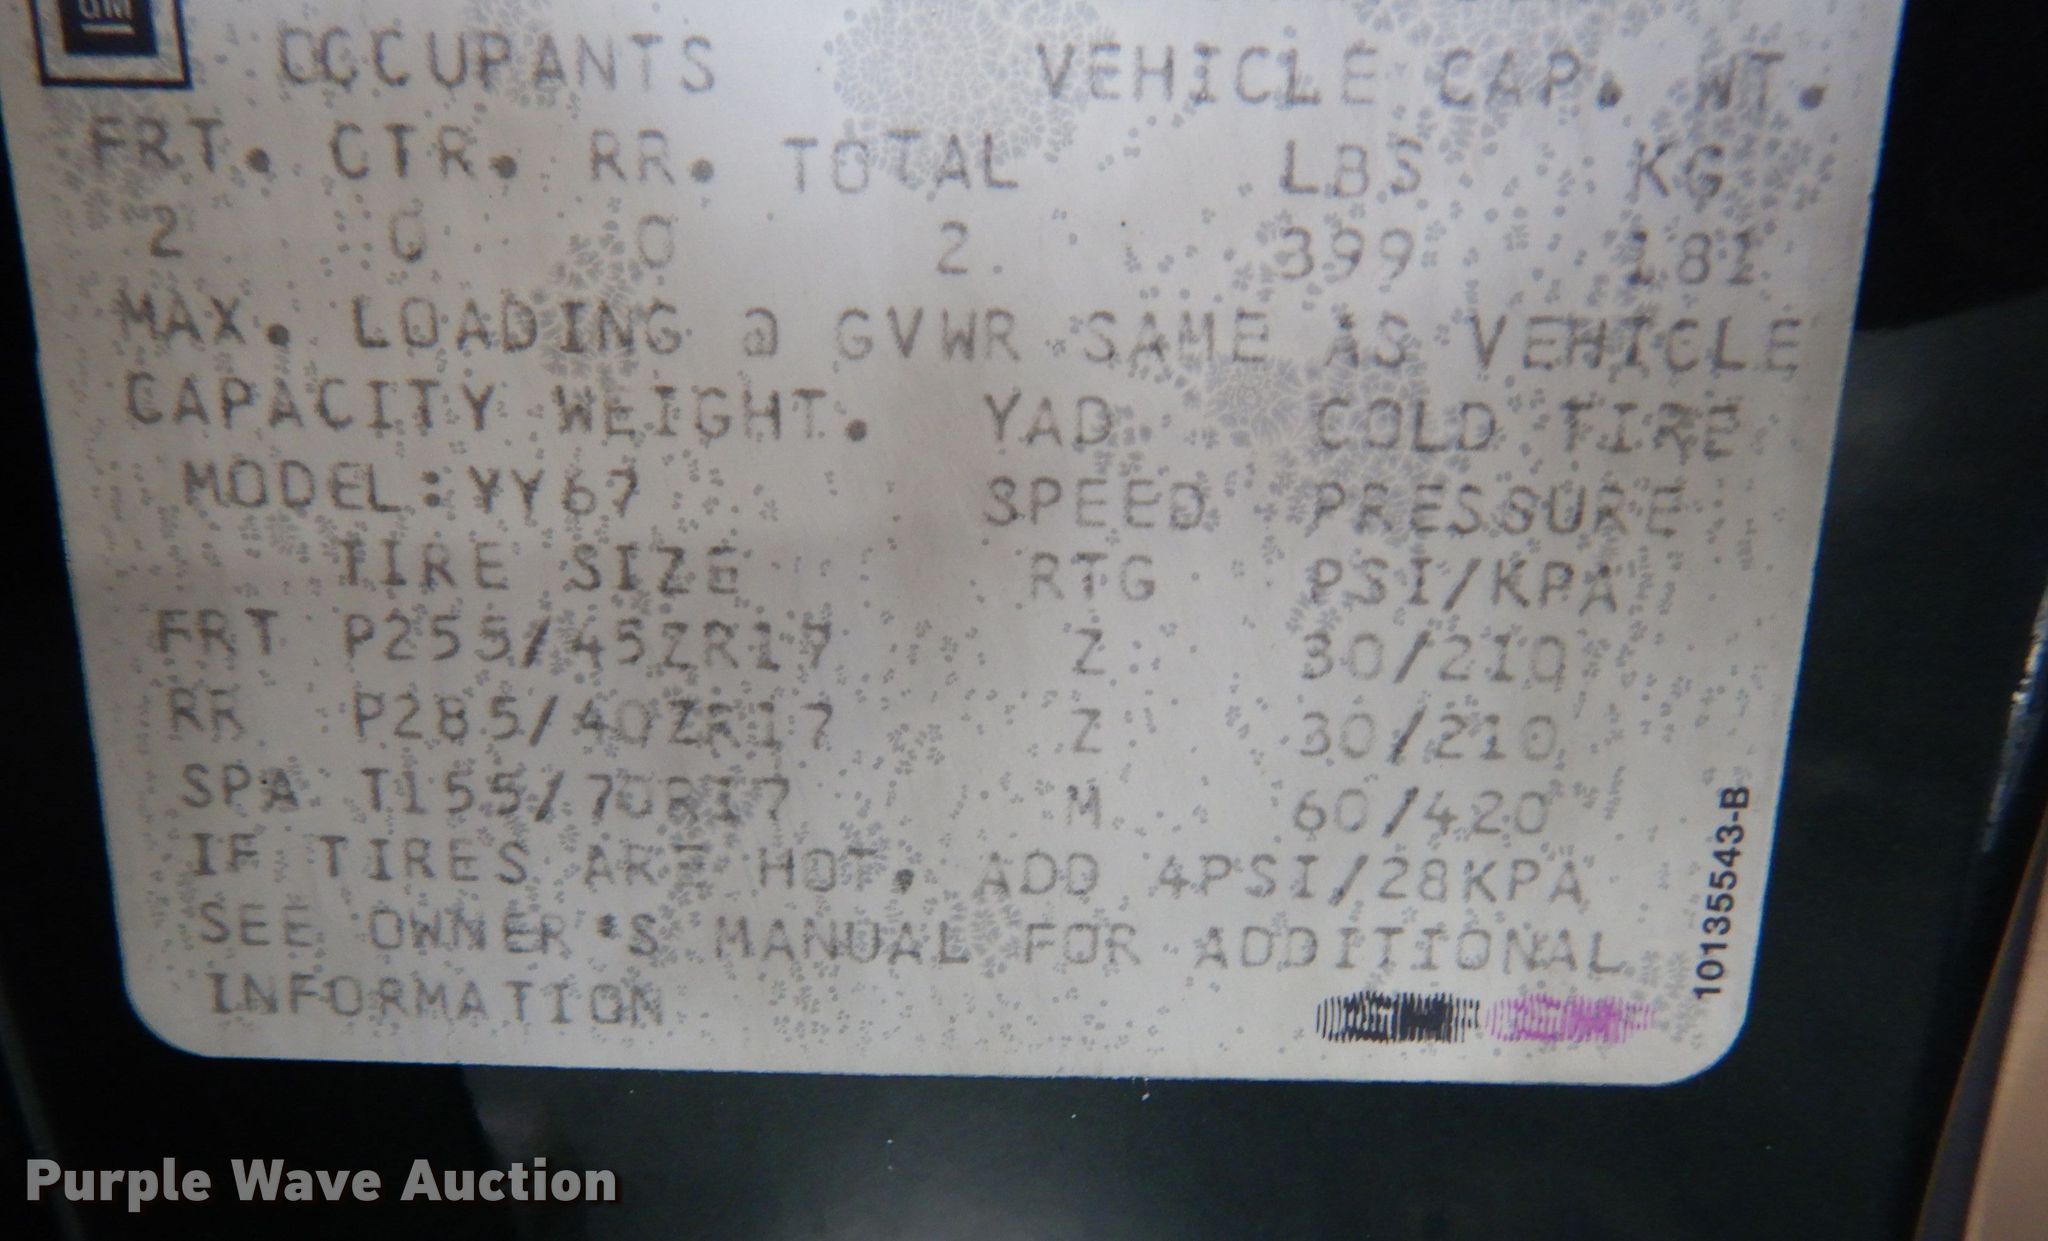 GM
OCCUPANTS VEHICLE CAP. WT.
FRT. CTR. RR. TOTAL LBS KG
2 0 0 2 399 181
MAX. LOADING @ GVWR SAME AS VEHICLE
CAPACITY WEIGHT. YAD COLD TIRE
MODEL:YY67 SPEED PRESSURE
TIRE SIZE RTG PSI/KPA
FRT P255/45ZR17 Z 30/210
RR P285/40ZR17 Z 30/210
SPA T155/70R17 M 60/420
IF TIRES ARE HOT, ADD 4PSI/28KPA
SEE OWNER'S MANUAL FOR ADDITIONAL
INFORMATION
10135543-B
Purple Wave Auction